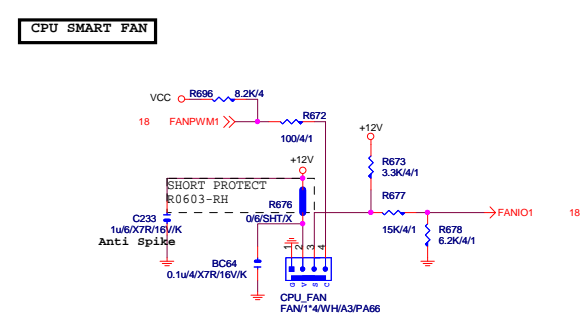 CPU SMART FAN
VCC
R696
8.2K/4
18
FANPWM1
R672
100/4/1
+12V
+12V
R673
3.3K/4/1
SHORT PROTECT
R0603-RH
R676
0/6/SHT/X
R677
15K/4/1
FANIO1
18
C233
1u/6/X7R/16V/K
Anti Spike
R678
6.2K/4/1
BC64
0.1u/4/X7R/16V/K
1
2
3
4
G
V
S
C
CPU_FAN
FAN/1*4/WH/A3/PA66